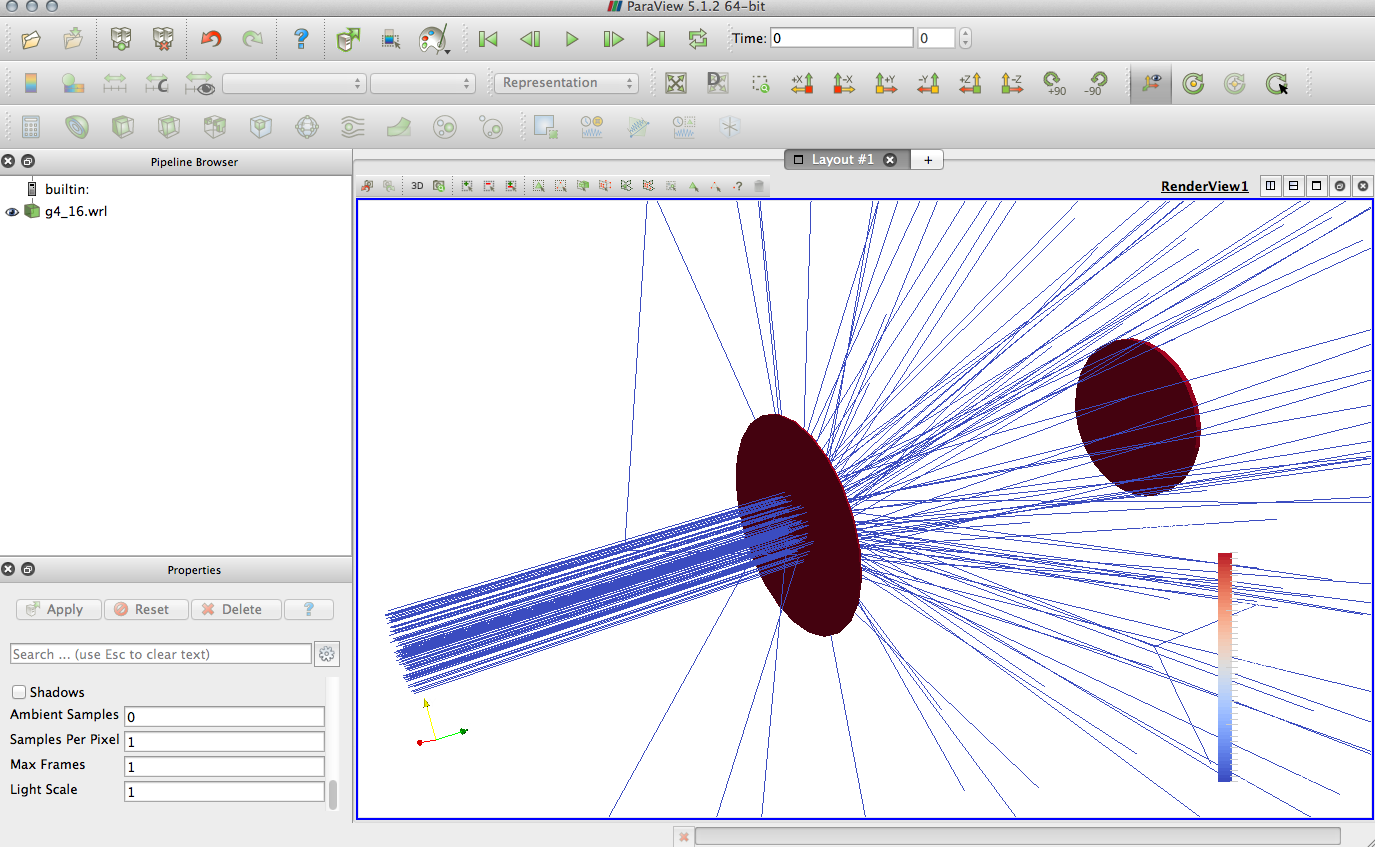 ParaView 5.1.2 64-bit
Time: 0 0
Representation
D +X -X +Y -Y +Z -Z +90 -90
Pipeline Browser
Layout #1 +
builtin:
3D ? RenderView1
g4_16.wrl
Properties
Apply Reset Delete ?
Search ... (use Esc to clear text)
Shadows
Ambient Samples 0
Samples Per Pixel 1
Max Frames 1
Light Scale 1